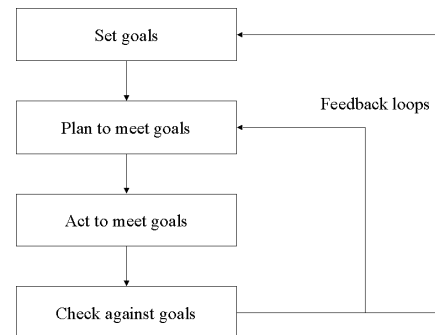 Set goals
Feedback loops
Plan to meet goals
Act to meet goals
Check against goals